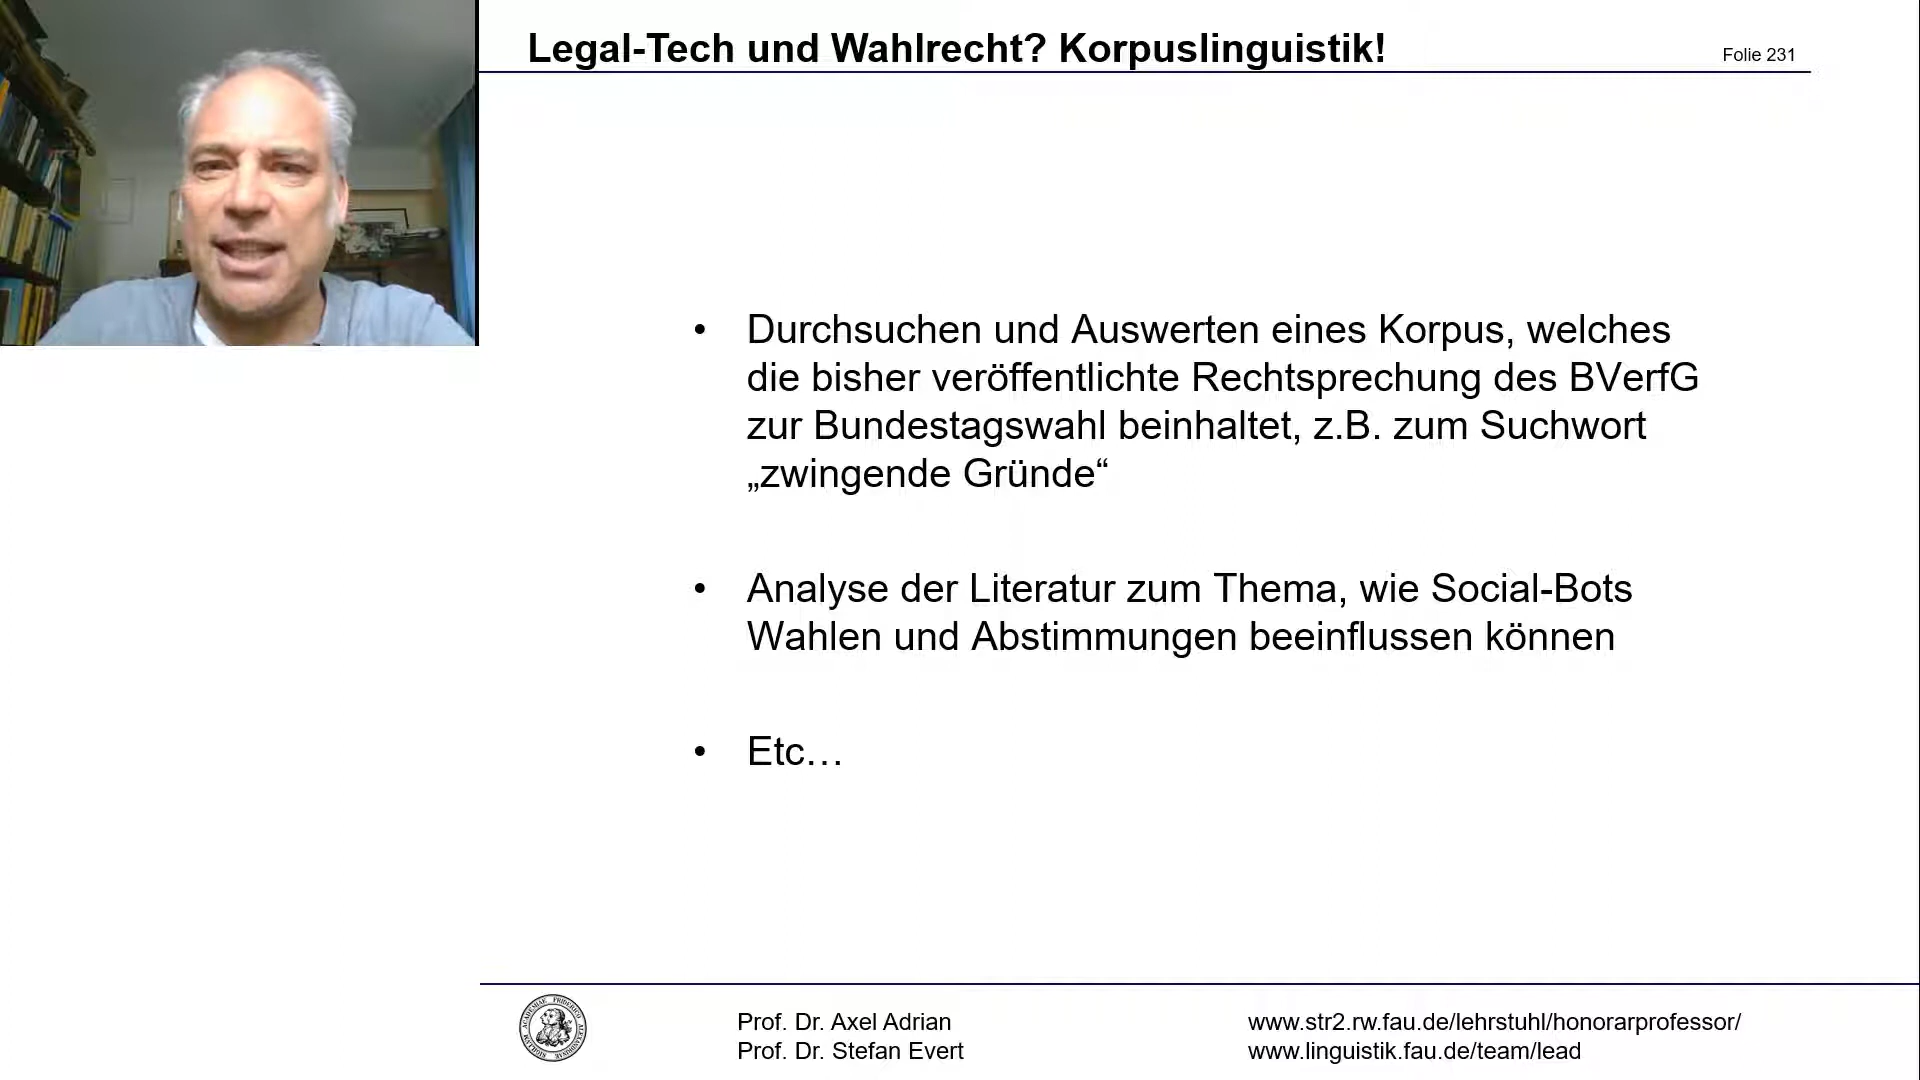 Legal-Tech und Wahlrecht? Korpuslinguistik!
Folie 231
• Durchsuchen und Auswerten eines Korpus, welches
die bisher veröffentlichte Rechtsprechung des BVerfG
zur Bundestagswahl beinhaltet, z.B. zum Suchwort
„zwingende Gründe“
• Analyse der Literatur zum Thema, wie Social-Bots
Wahlen und Abstimmungen beeinflussen können
• Etc…
Prof. Dr. Axel Adrian
Prof. Dr. Stefan Evert
www.str2.rw.fau.de/lehrstuhl/honorarprofessor/
www.linguistik.fau.de/team/lead